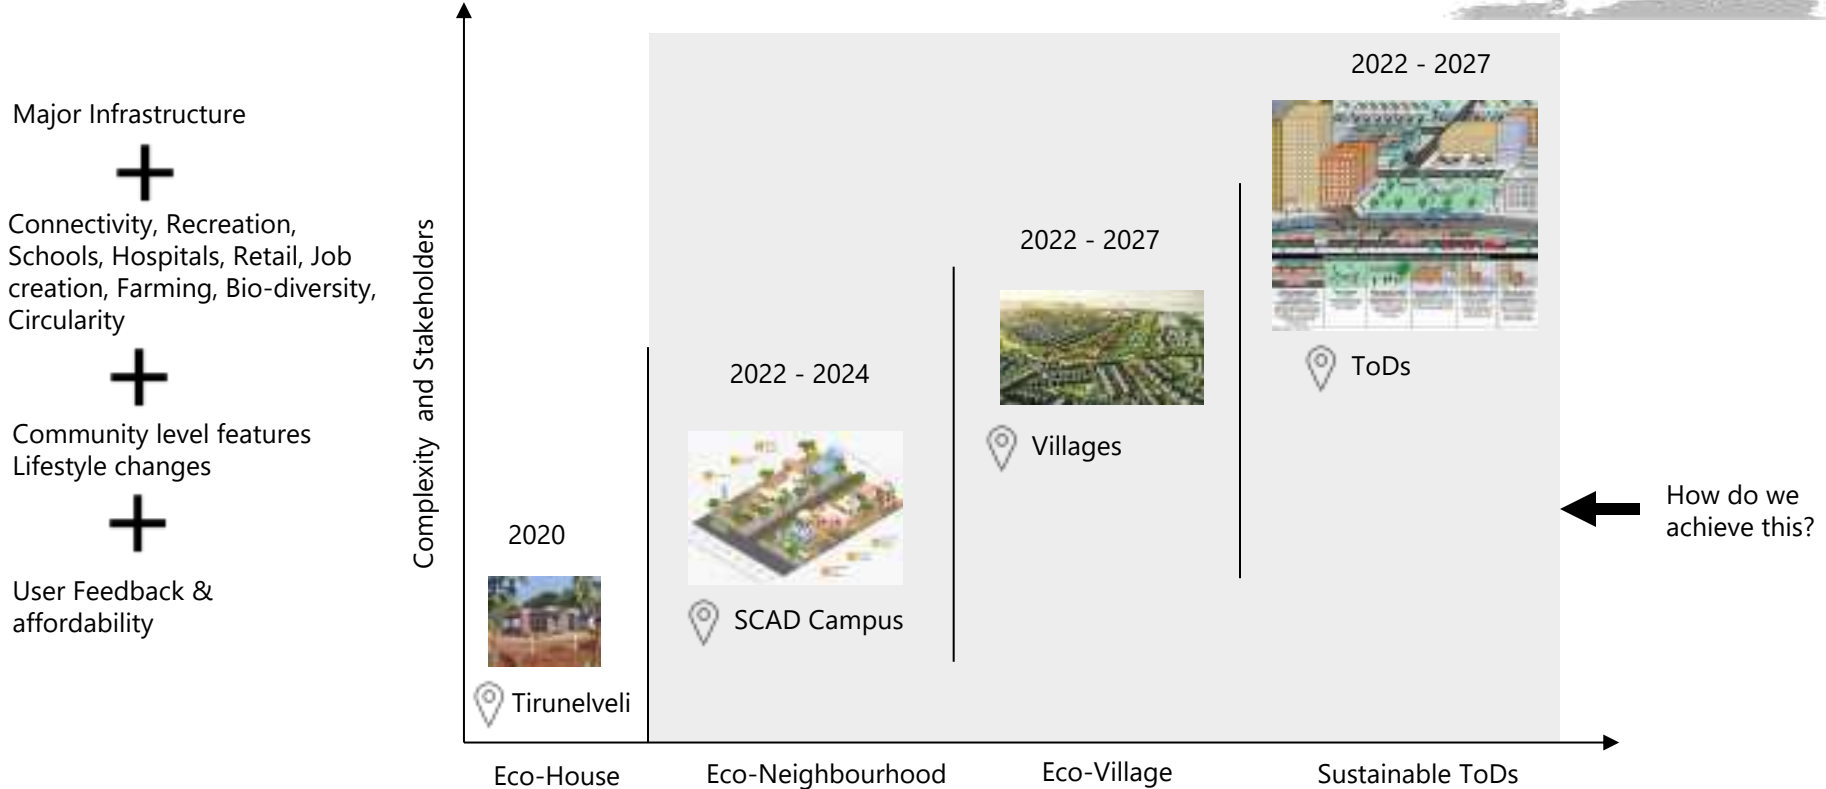 Major Infrastructure
Connectivity, Recreation,
Schools, Hospitals, Retail, Job
creation, Farming, Bio-diversity,
Circularity
Community level features
Lifestyle changes
User Feedback &
affordability
Complexity and Stakeholders
2020
Tirunelveli
2022 - 2024
SCAD Campus
2022 - 2027
Villages
2022 - 2027
ToDs
How do we
achieve this?
Eco-House
Eco-Neighbourhood
Eco-Village
Sustainable ToDs